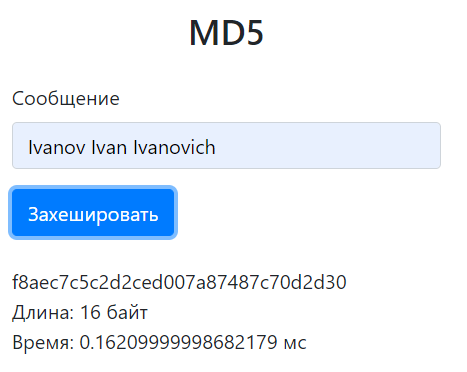 MD5
Сообщение
Ivanov Ivan Ivanovich
Захешировать
f8aec7c5c2d2ced007a87487c70d2d30
Длина: 16 байт
Время: 0.16209999998682179 мс